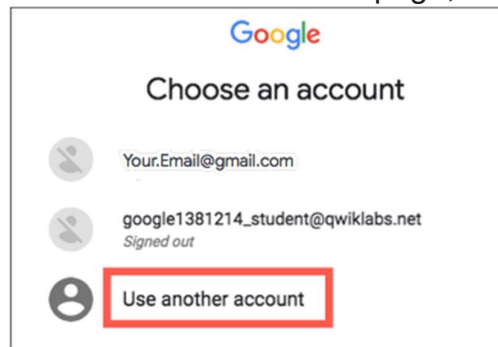 Google
Choose an account
Your.Email@gmail.com
google1381214_student@qwiklabs.net
Signed out
Use another account